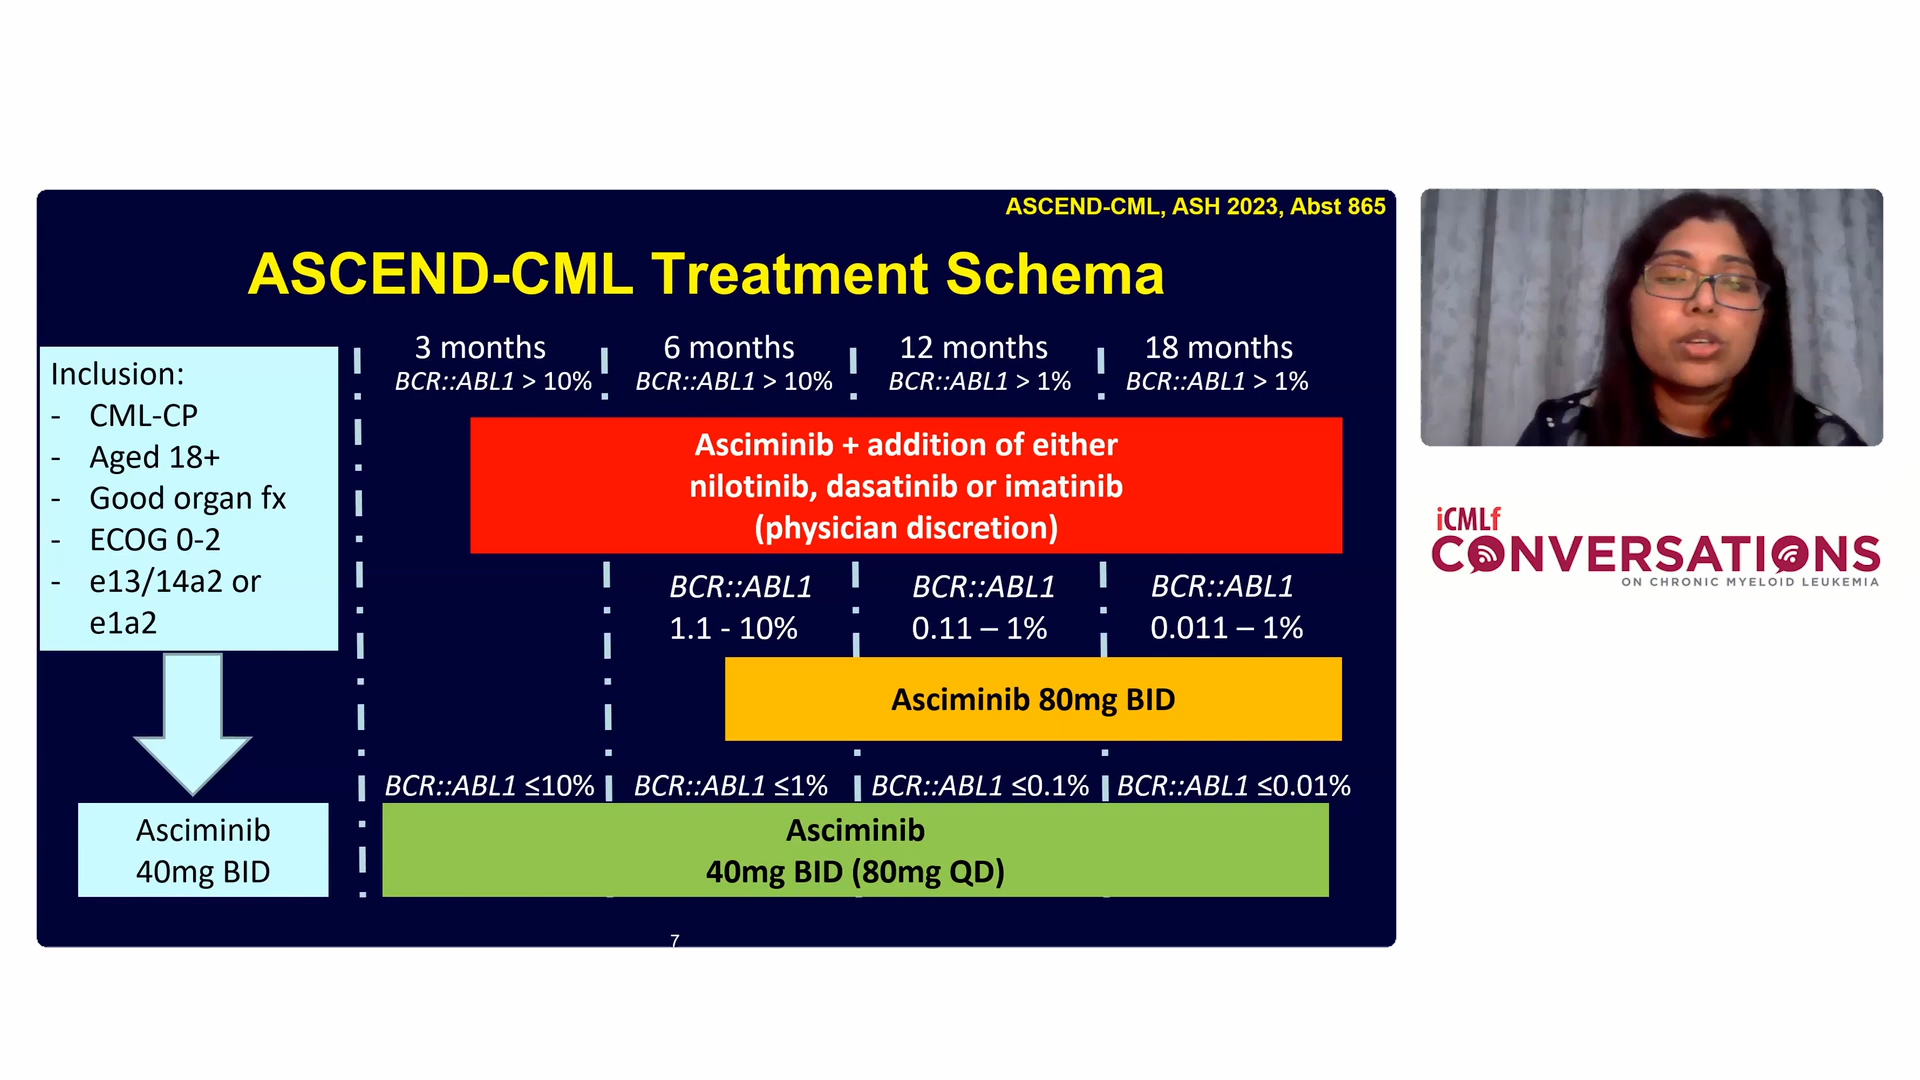 ASCEND-CML, ASH 2023, Abst 865
ASCEND-CML Treatment Schema
Inclusion:
- CML-CP
- Aged 18+
- Good organ fx
- ECOG 0-2
- e13/14a2 or
e1a2
Asciminib
40mg BID
3 months
BCR::ABL1 > 10%
6 months
BCR::ABL1 > 10%
12 months
BCR::ABL1 > 1%
18 months
BCR::ABL1 > 1%
Asciminib + addition of either
nilotinib, dasatinib or imatinib
(physician discretion)
BCR::ABL1
1.1 - 10%
BCR::ABL1
0.11 – 1%
BCR::ABL1
0.011 – 1%
Asciminib 80mg BID
BCR::ABL1 ≤10%
BCR::ABL1 ≤1%
BCR::ABL1 ≤0.1%
BCR::ABL1 ≤0.01%
Asciminib
40mg BID (80mg QD)
7
iCMLf
CONVERSATIONS
ON CHRONIC MYELOID LEUKEMIA